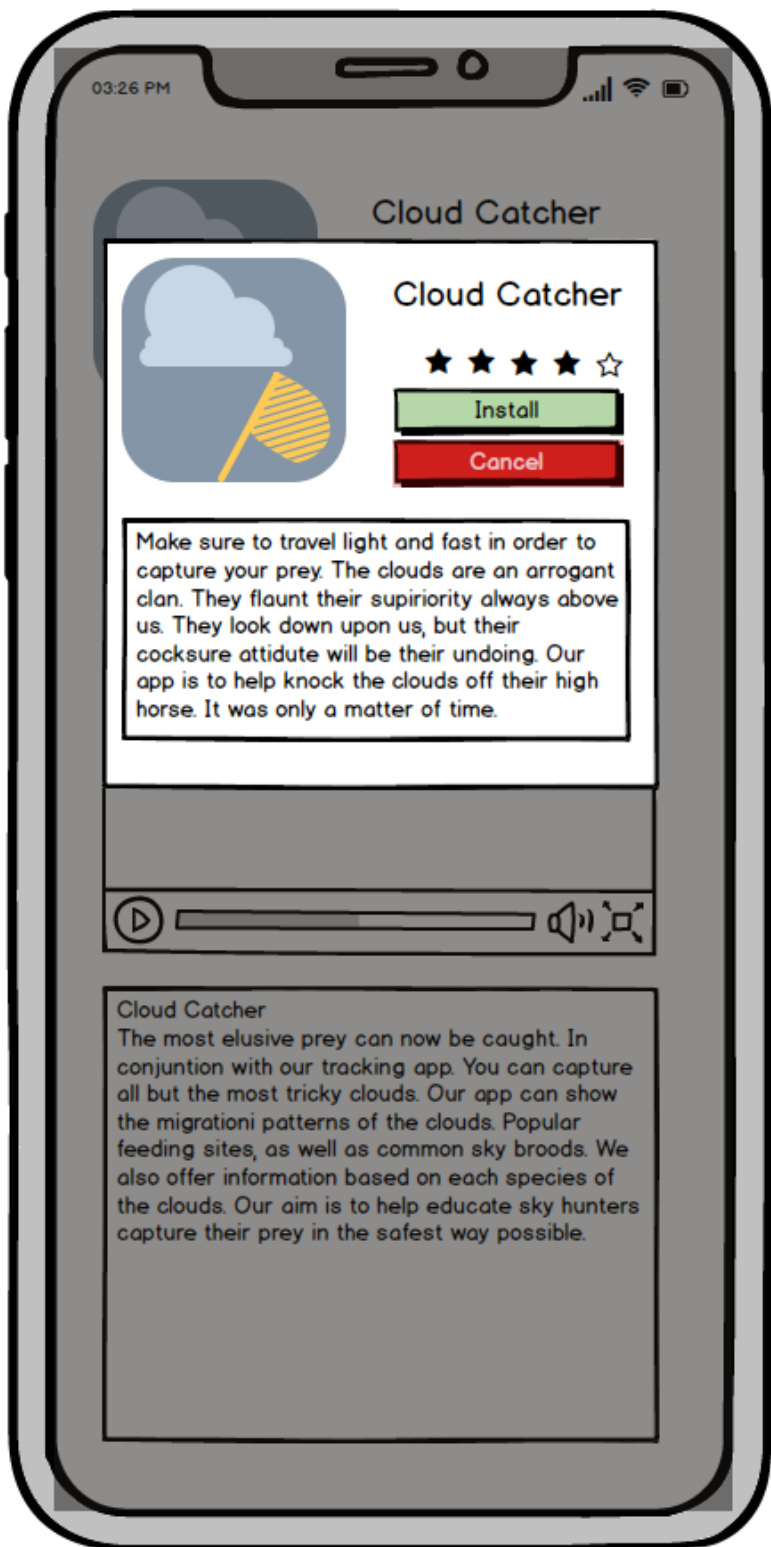 03:26 PM
Cloud Catcher
Cloud Catcher
Install
Cancel
Make sure to travel light and fast in order to
capture your prey. The clouds are an arrogant
clan. They flaunt their supiriority always above
us. They look down upon us, but their
cocksure attidute will be their undoing. Our
app is to help knock the clouds off their high
horse. It was only a matter of time.
Cloud Catcher
The most elusive prey can now be caught. In
conjuntion with our tracking app. You can capture
all but the most tricky clouds. Our app can show
the migrationi patterns of the clouds. Popular
feeding sites, as well as common sky broods. We
also offer information based on each species of
the clouds. Our aim is to help educate sky hunters
capture their prey in the safest way possible.